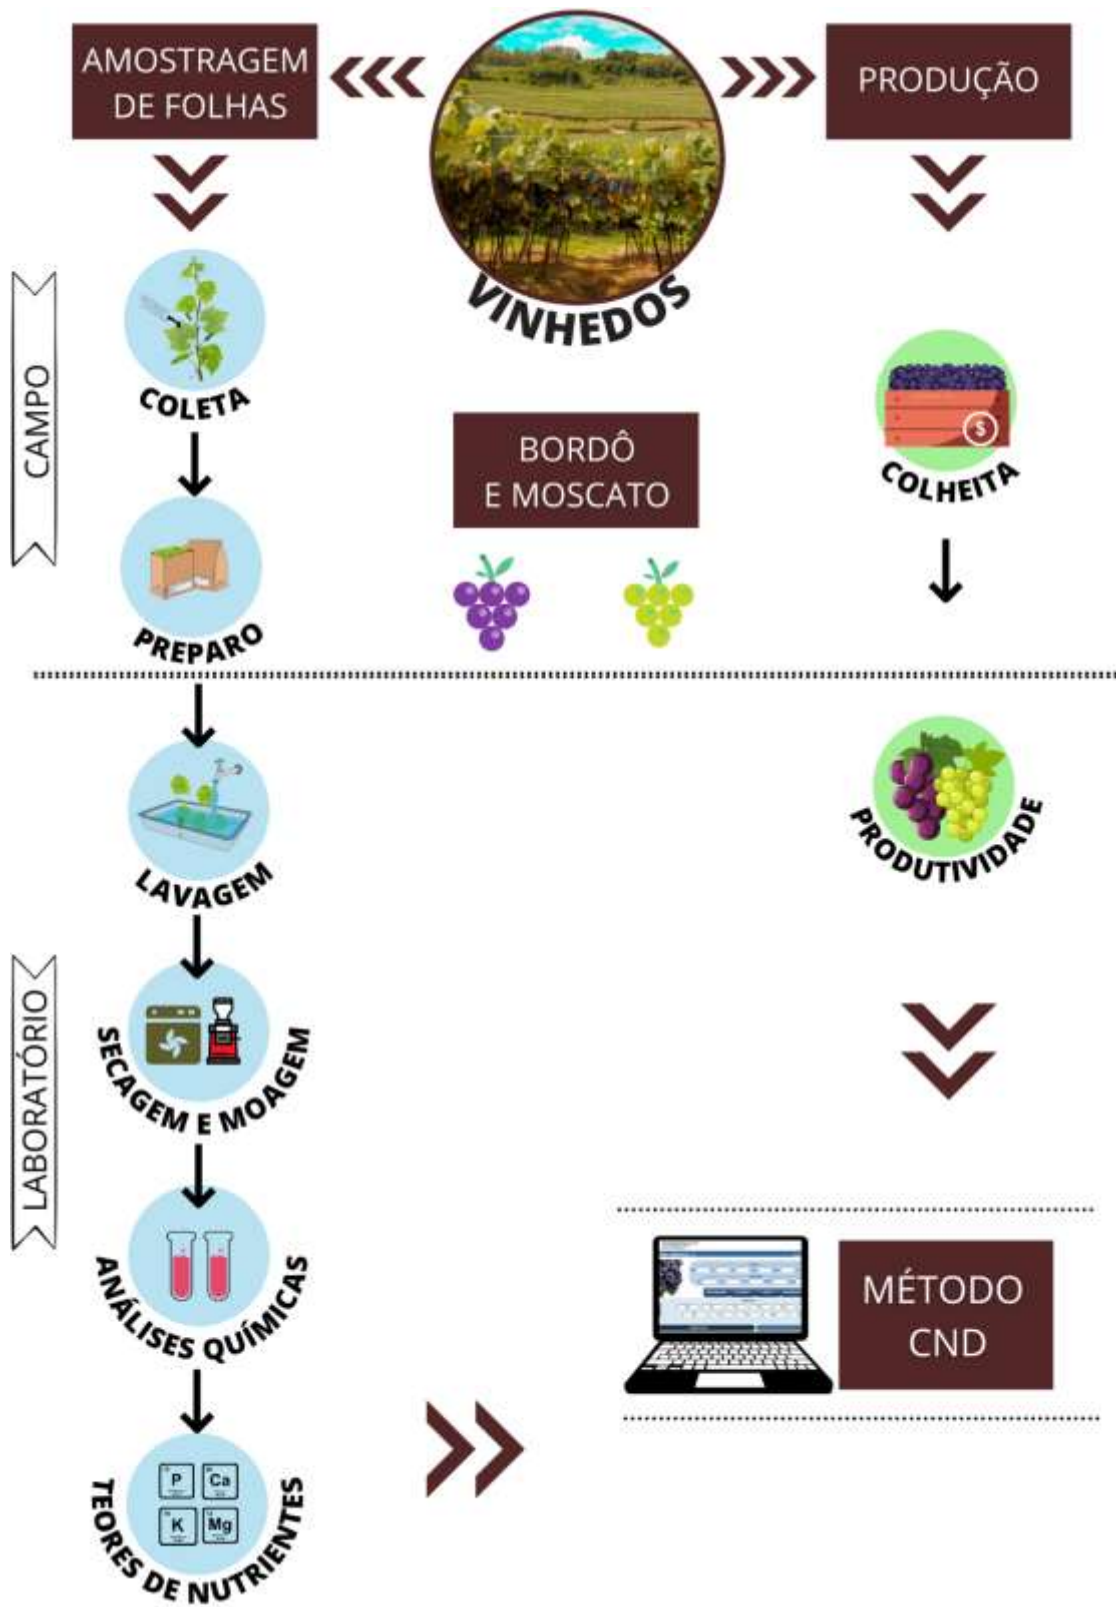 AMOSTRAGEM
DE FOLHAS
VINHEDOS
PRODUÇÃO
CAMPO
COLETA
PREPARO
BORDÔ
E MOSCATO
$
COLHEITA
LABORATÓRIO
LAVAGEM
SECAGEM E MOAGEM
ANÁLISES QUÍMICAS
TEORES DE NUTRIENTES
P
Ca
K
Mg
PRODUTIVIDADE
MÉTODO
CND